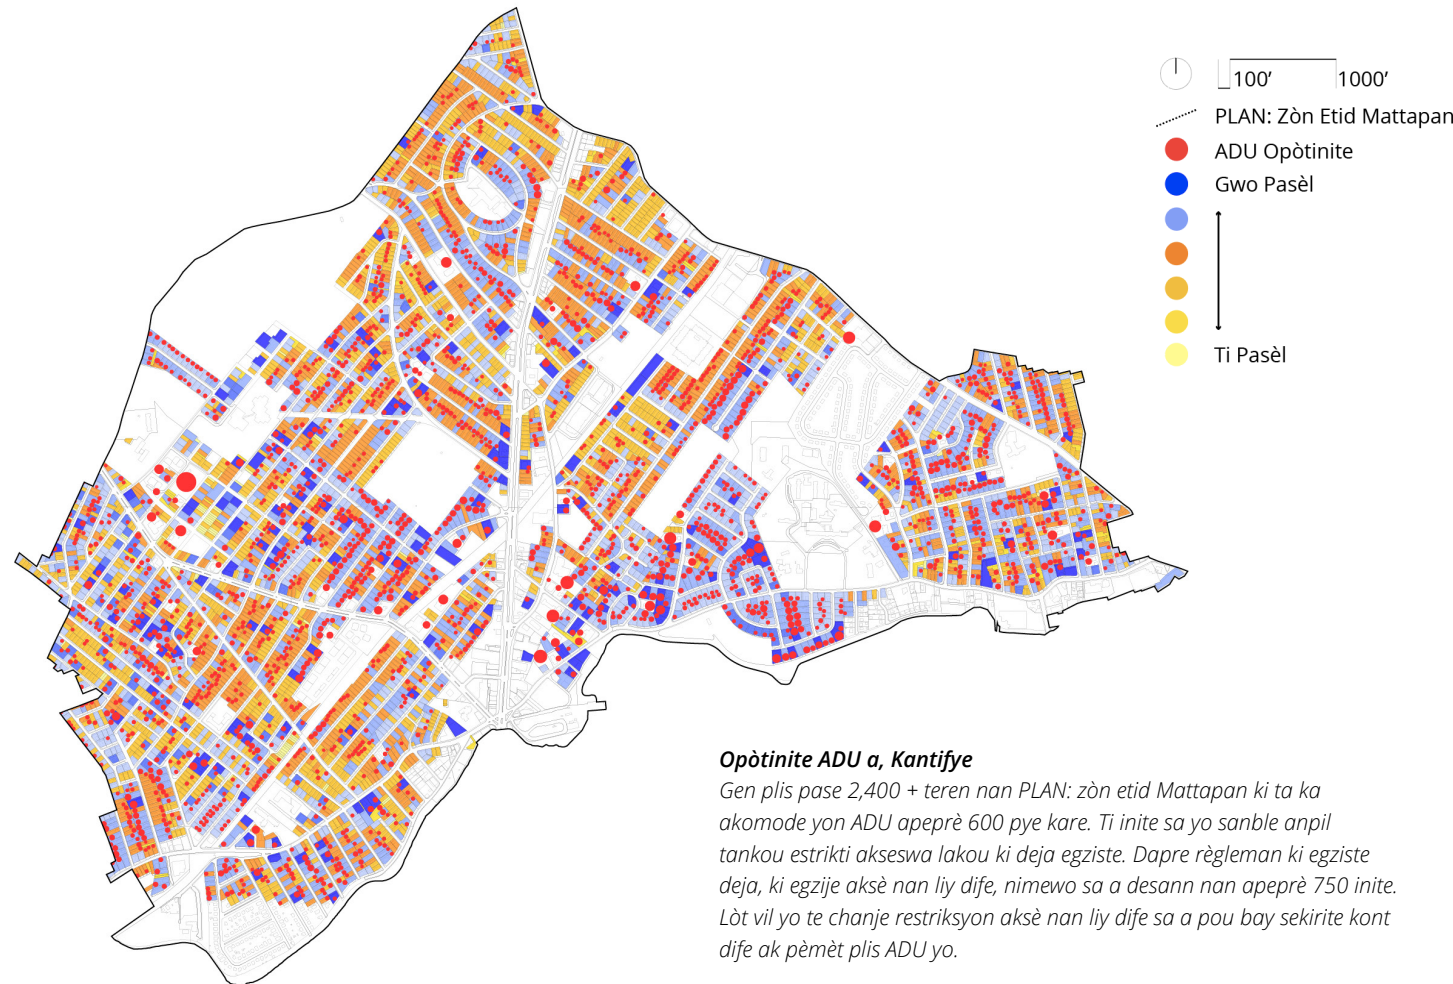 100’ 1000’
PLAN: Zòn Etid Mattapan
ADU Opòtinite
Gwo Pasèl
Ti Pasèl
Opòtinite ADU a, Kantifye
Gen plis pase 2,400 + teren nan PLAN: zòn etid Mattapan ki ta ka
akomode yon ADU apeprè 600 pye kare. Ti inite sa yo sanble anpil
tankou estrikti akseswa lakou ki deja egziste. Dapre règleman ki egziste
deja, ki egzije aksè nan liy dife, nimewo sa a desann nan apeprè 750 inite.
Lòt vil yo te chanje restriksyon aksè nan liy dife sa a pou bay sekirite kont
dife ak pèmèt plis ADU yo.